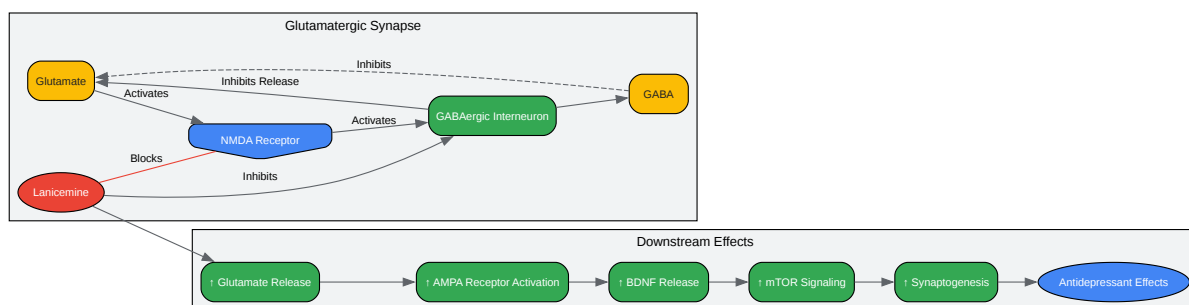 Glutamatergic Synapse
Inhibits
Glutamate
Inhibits Release
GABA
Activates
GABAergic Interneuron
Activates
NMDA Receptor
Blocks
Inhibits
Lanicemine
Downstream Effects
↑ Glutamate Release
↑ AMPA Receptor Activation
↑ BDNF Release
↑ mTOR Signaling
↑ Synaptogenesis
Antidepressant Effects